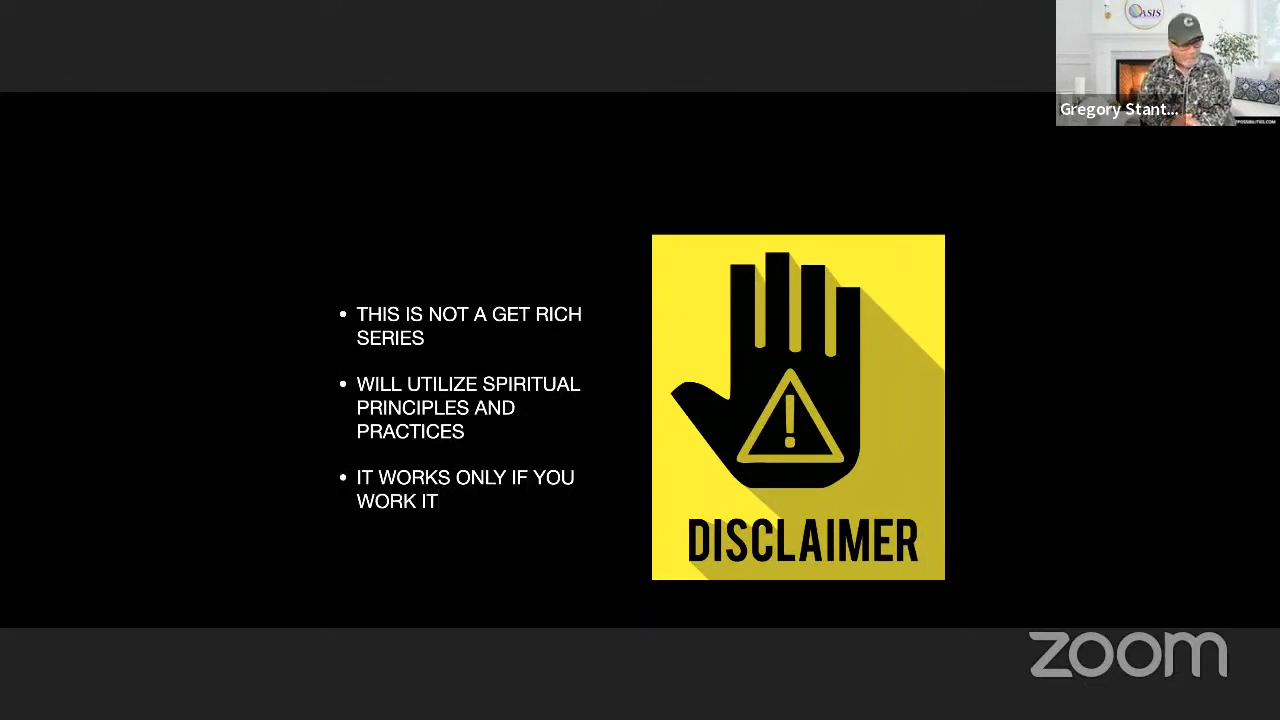 ASIS
Gregory Stant...
• THIS IS NOT A GET RICH
SERIES
• WILL UTILIZE SPIRITUAL
PRINCIPLES AND
PRACTICES
• IT WORKS ONLY IF YOU
WORK IT
!
DISCLAIMER
zoom